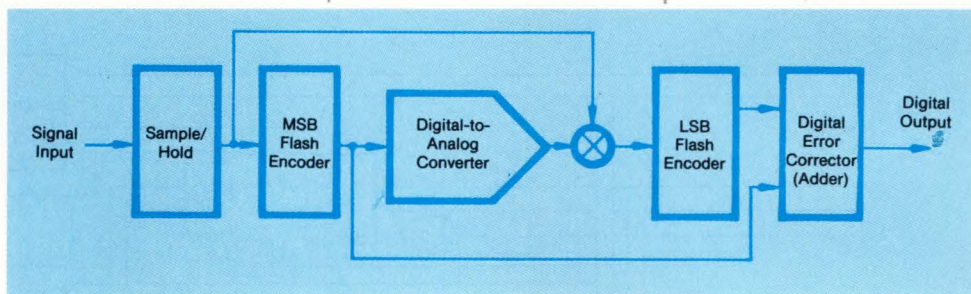 Signal
Input
Sample/
Hold
MSB
Flash
Encoder
Digital-to-
Analog
Converter
LSB
Flash
Encoder
Digital
Error
Corrector
(Adder)
Digital
Output